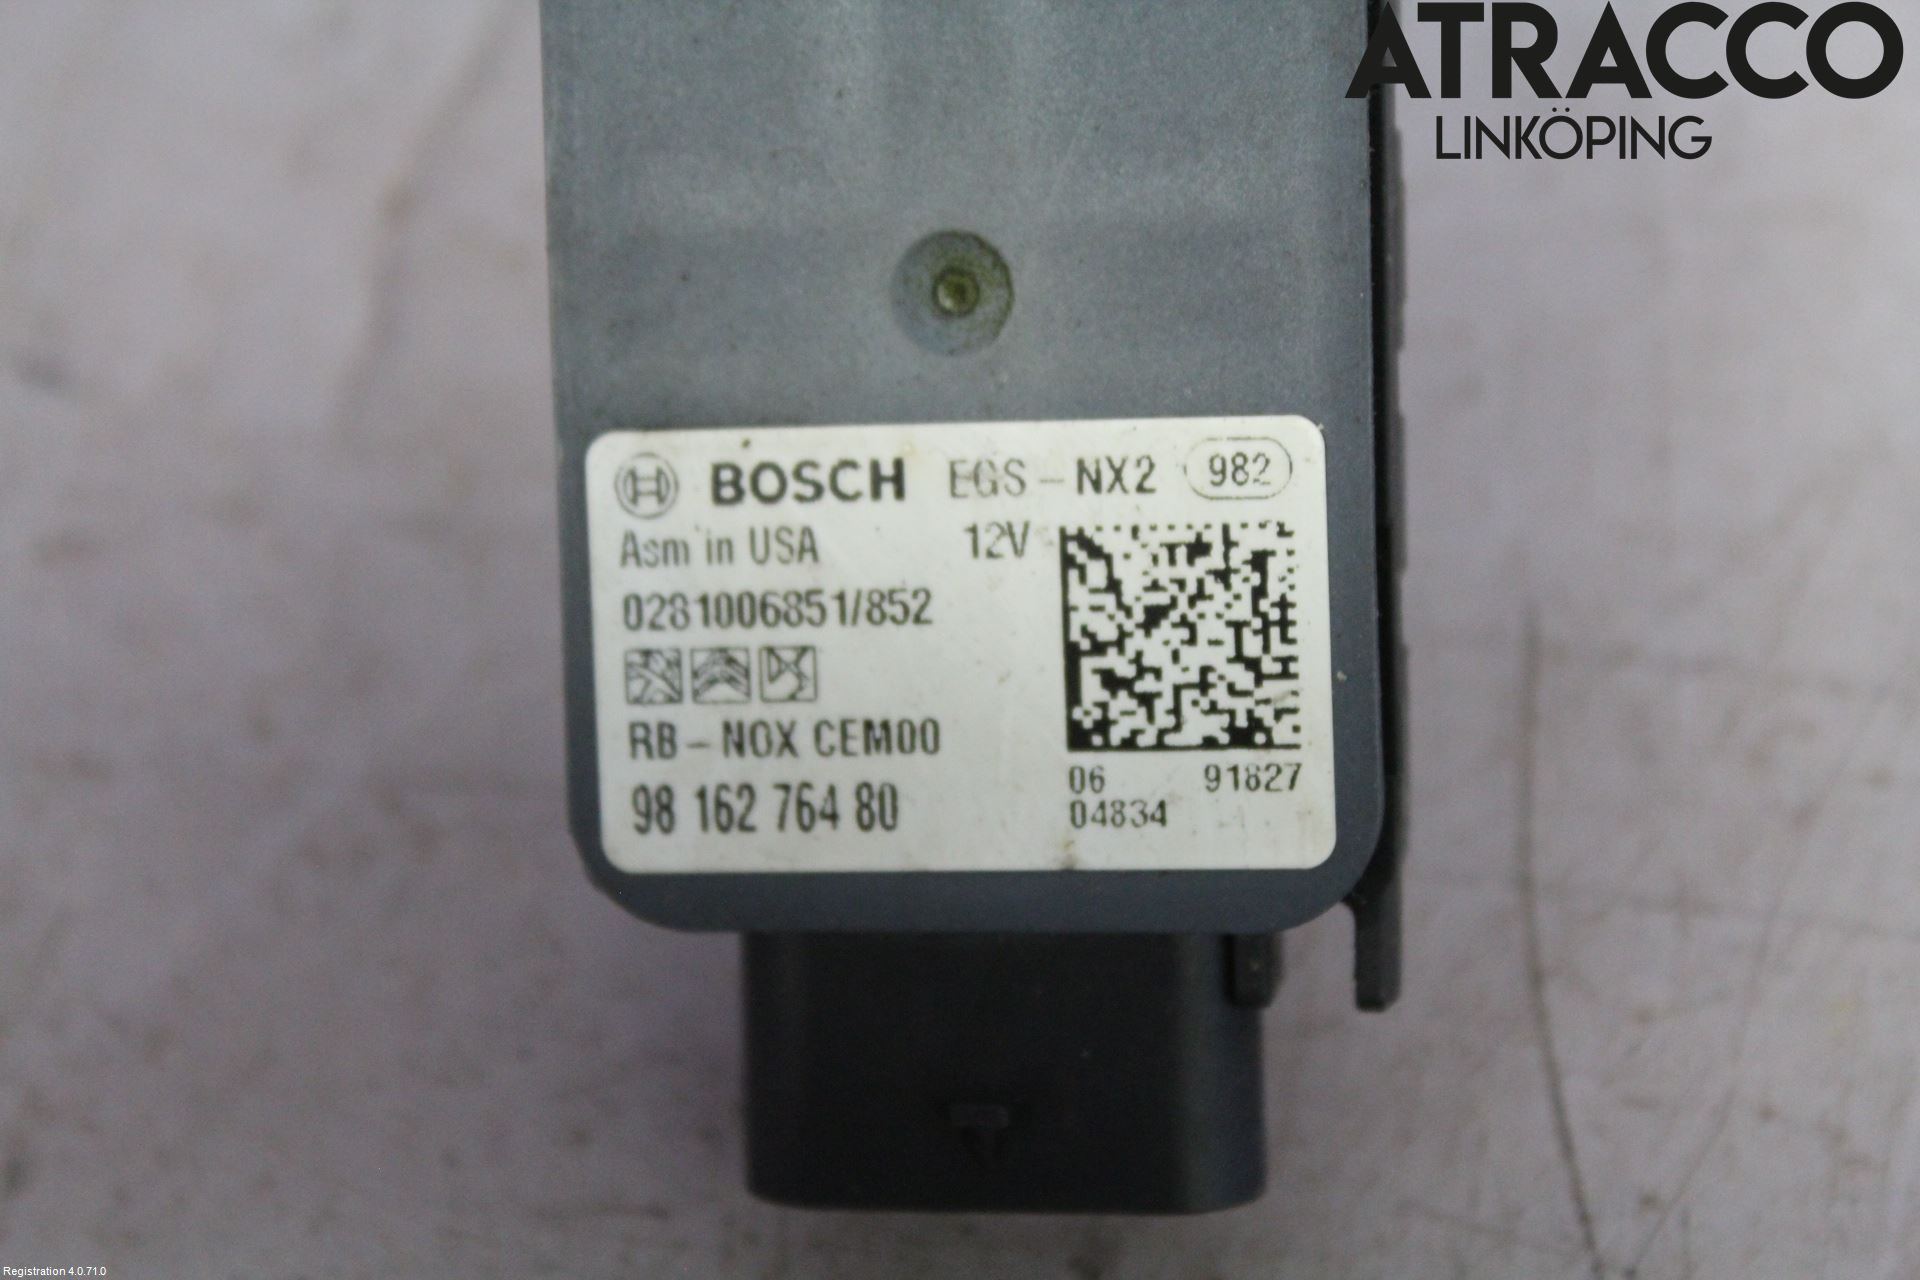 ATRACCO
LINKÖPING
BOSCH EGS-NX2 982
Asm in USA 12V
0281006851/852
RB-NOX CEM00
98 162 764 80
06 91827
04834
Registration 4.0.71.0